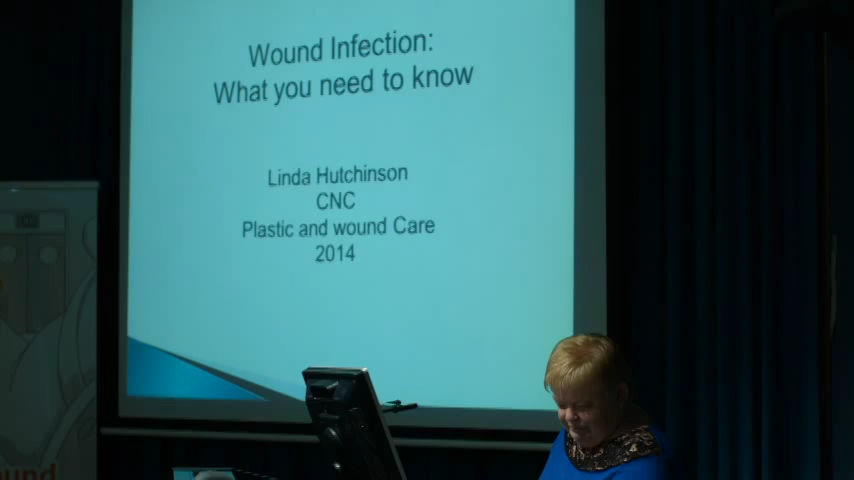 Wound Infection:
What you need to know
Linda Hutchinson
CNC
Plastic and wound Care
2014